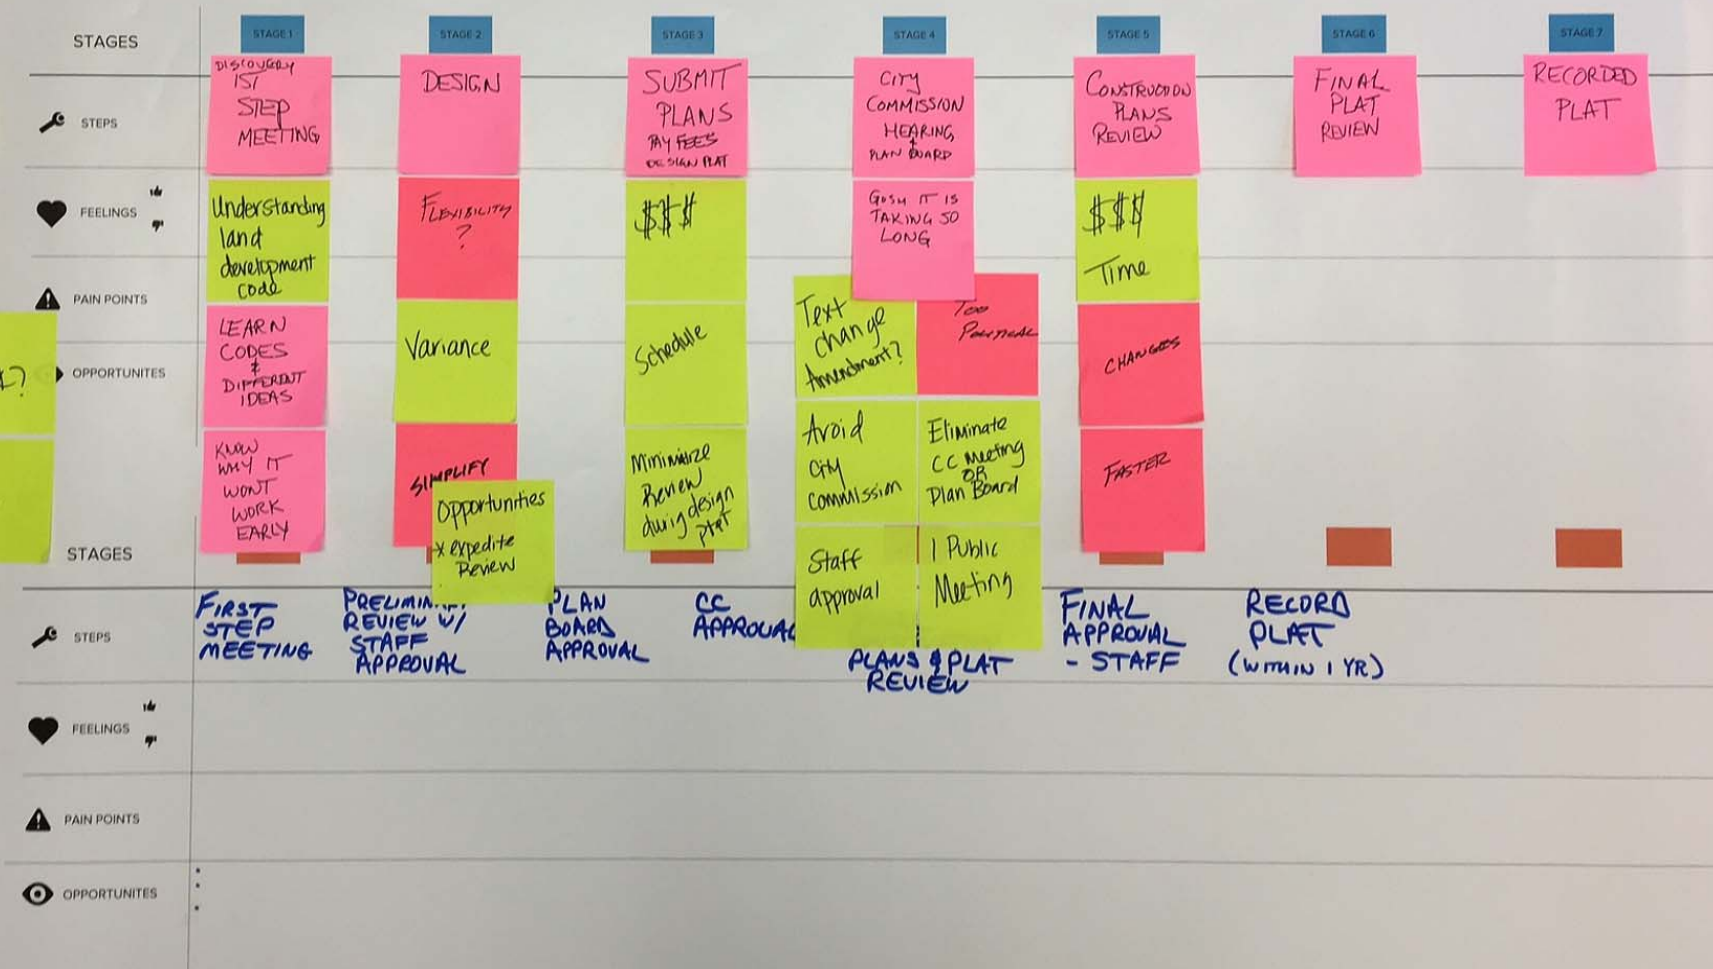 STAGES
STAGE 1
STAGE 2
STAGE 3
STAGE 4
STAGE 5
STAGE 6
STAGE 7
STEPS
DISCOVERY
1ST
STEP
MEETING
DESIGN
SUBMIT
PLANS
PAY FEES
DESIGN PLAT
CITY
COMMISSION
HEARING
&
PLAN BOARD
CONSTRUCTION
PLANS
REVIEW
FINAL
PLAT
REVIEW
RECORDED
PLAT
FEELINGS
Understanding
land
development
code
FLEXIBILITY
?
$$$
GOSH IT IS
TAKING SO
LONG
$$$
Time
PAIN POINTS
LEARN
CODES
&
DIFFERENT
IDEAS
Variance
Schedule
Text
change
Amendment?
TOO
POLITICAL
CHANGES
?
OPPORTUNITES
KNOW
WHY IT
WONT
WORK
EARLY
SIMPLIFY
Opportunities
x expedite
Review
Minimize
Review
during design
plat
Avoid
City
Commission
Eliminate
CC Meeting
OR
Plan Board
Staff
approval
1 Public
Meeting
FASTER
STAGES
STEPS
FIRST
STEP
MEETING
PRELIMINARY
REVIEW W/
STAFF
APPROVAL
PLAN
BOARD
APPROVAL
CC
APPROVAL
PLANS & PLAT
REVIEW
FINAL
APPROVAL
- STAFF
RECORD
PLAT
(WITHIN 1 YR)
FEELINGS
PAIN POINTS
OPPORTUNITES